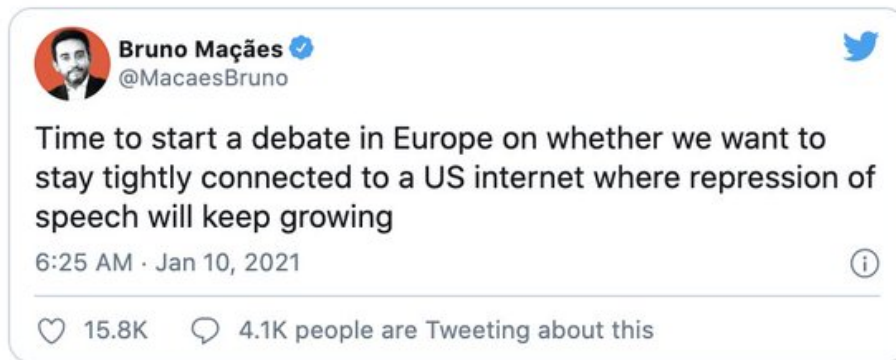 Bruno Maçães
@MacaesBruno
Time to start a debate in Europe on whether we want to
stay tightly connected to a US internet where repression of
speech will keep growing
6:25 AM · Jan 10, 2021
15.8K 4.1K people are Tweeting about this